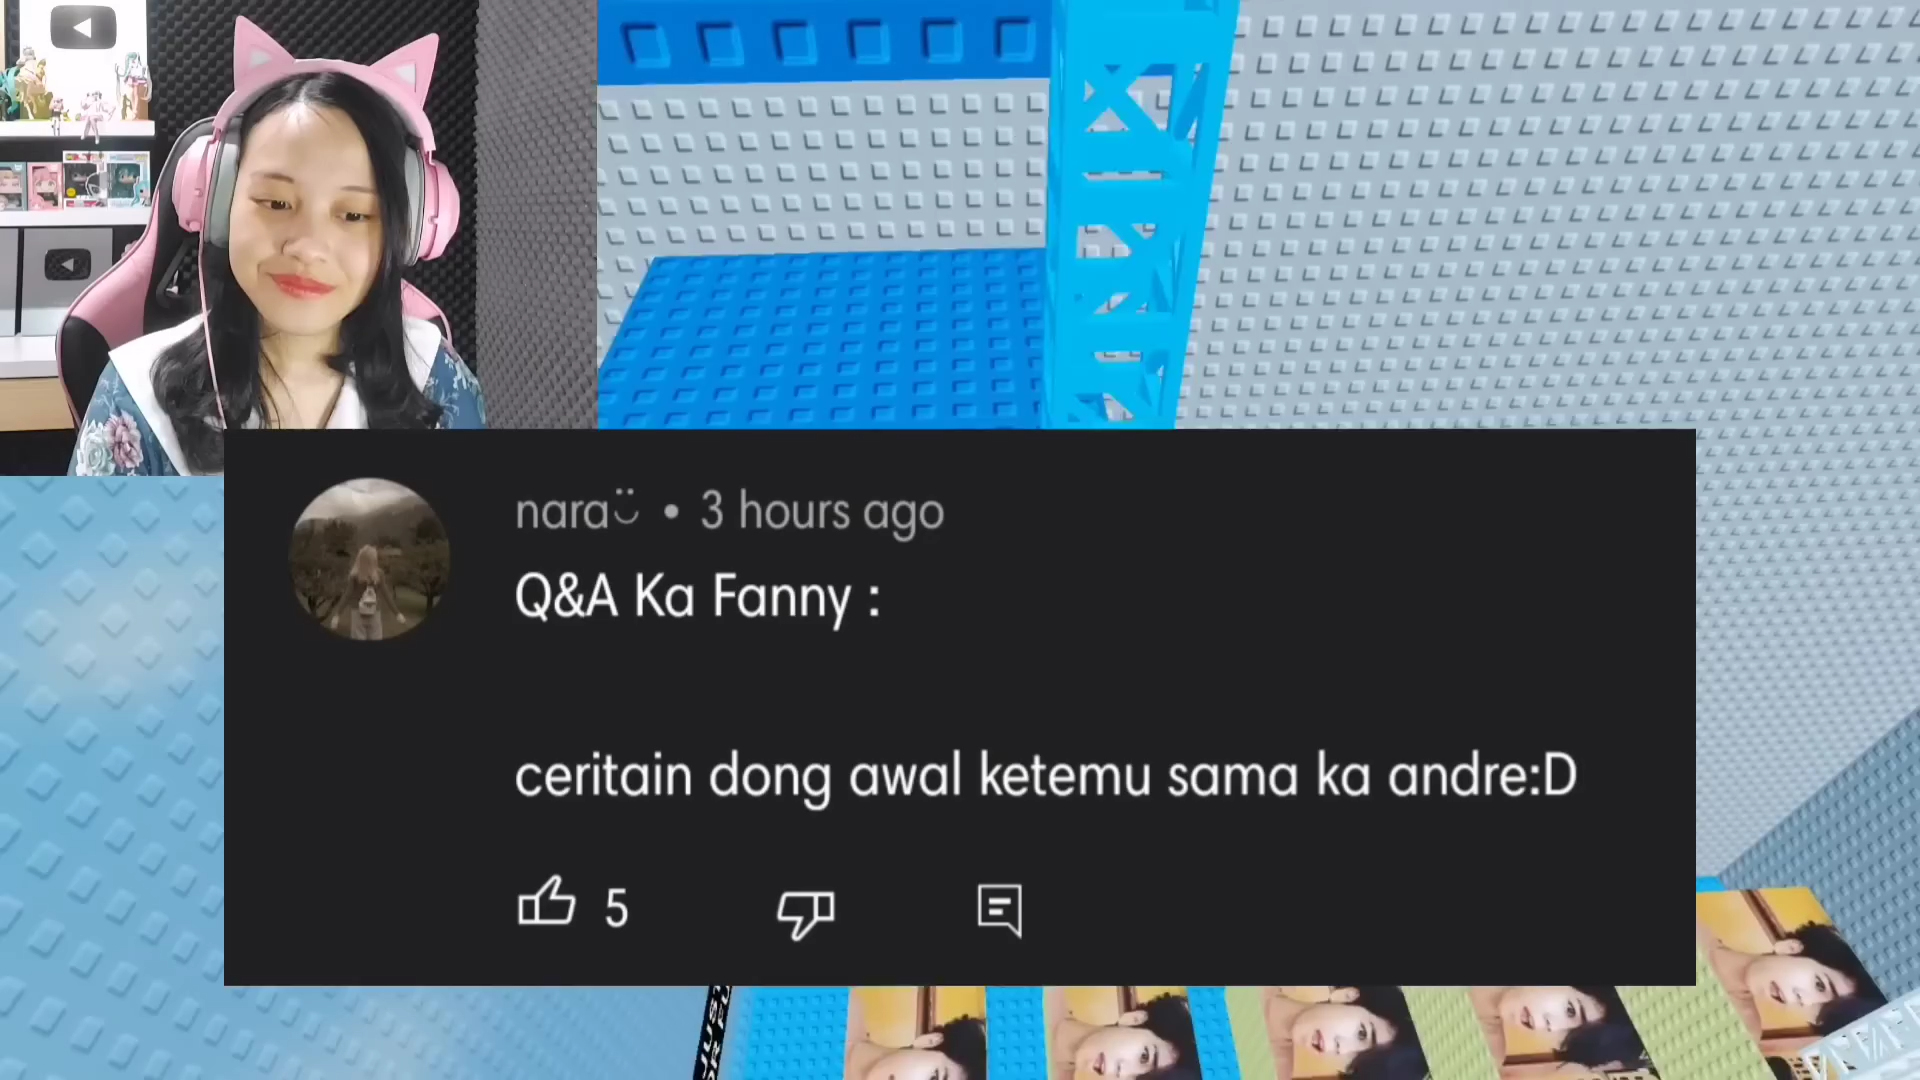 nara • 3 hours ago
Q&A Ka Fanny :
ceritain dong awal ketemu sama ka andre:D
5